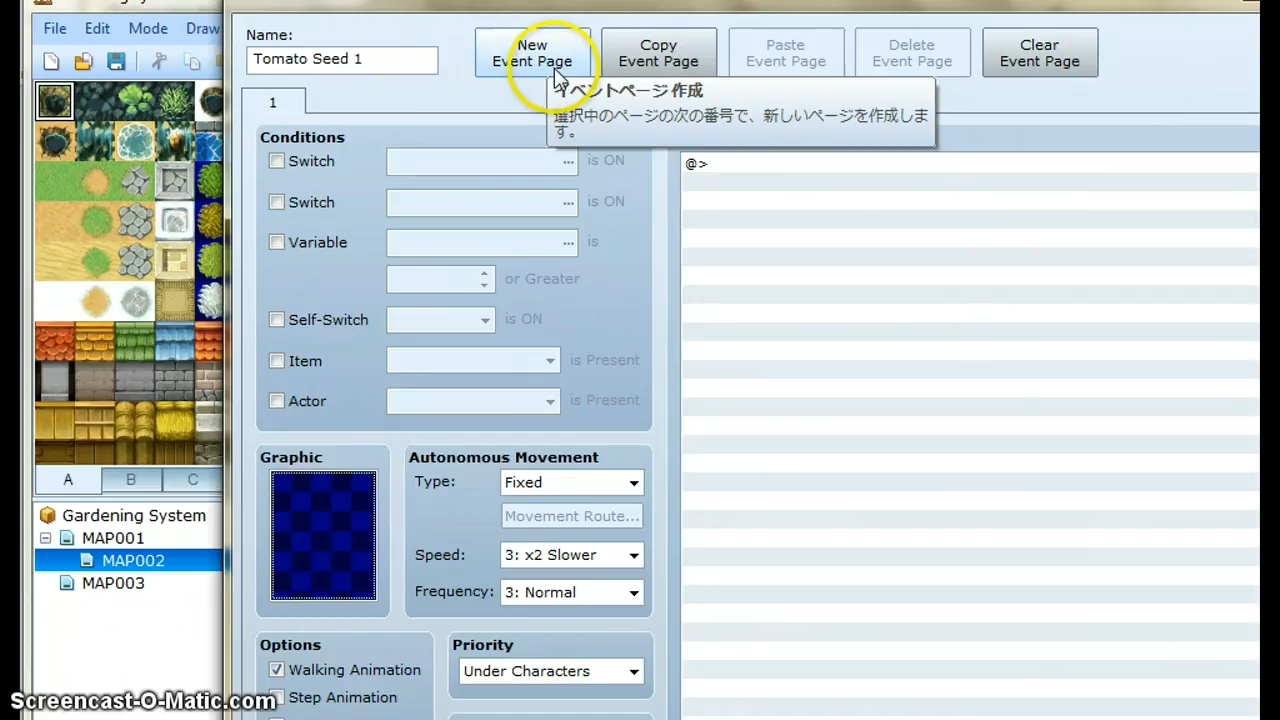 File Edit Mode Draw
Name:
Tomato Seed 1
New Event Page
Copy Event Page
Paste Event Page
Delete Event Page
Clear Event Page
イベントページ 作成
選択中のページの次の番号で、新しいページを作成しま
す。
1
Conditions
Switch ... is ON
Switch ... is ON
Variable ... is
or Greater
Self-Switch is ON
Item is Present
Actor is Present
@>
Graphic
Autonomous Movement
Type: Fixed
Movement Route...
Speed: 3: x2 Slower
Frequency: 3: Normal
Options
Walking Animation
Step Animation
Priority
Under Characters
A B C
Gardening System
MAP001
MAP002
MAP003
Screencast-O-Matic.com